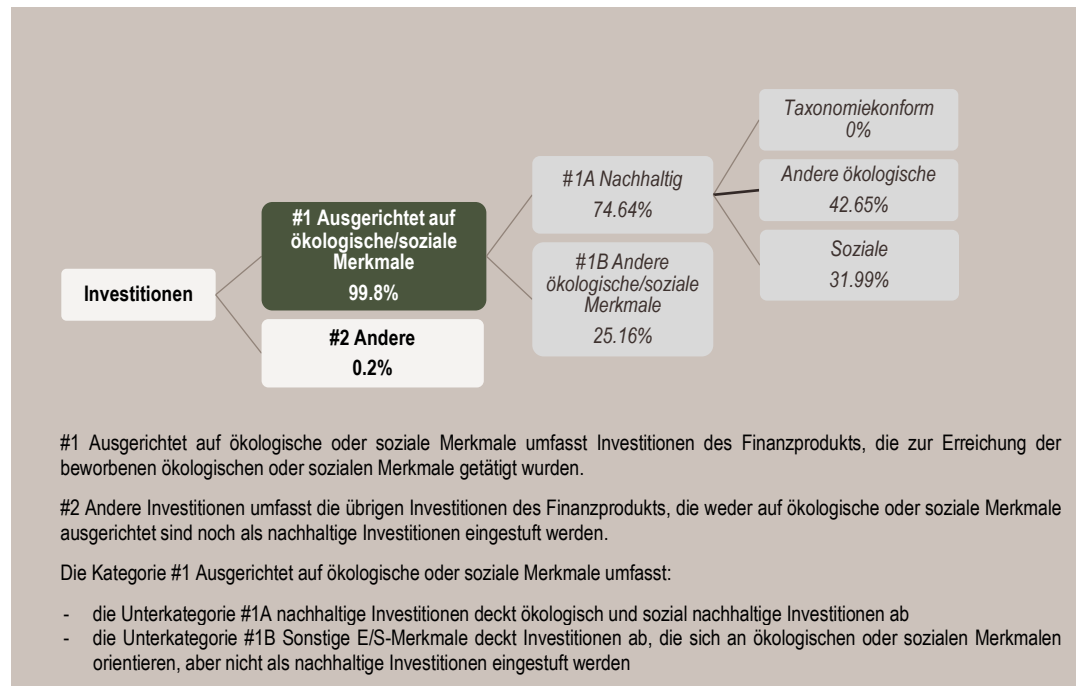 Taxonomiekonform
0%
#1A Nachhaltig
74.64%
Andere ökologische
42.65%
#1 Ausgerichtet auf
ökologische/soziale
Merkmale
99.8%
Soziale
31.99%
#1B Andere
ökologische/soziale
Merkmale
25.16%
Investitionen
#2 Andere
0.2%
#1 Ausgerichtet auf ökologische oder soziale Merkmale umfasst Investitionen des Finanzprodukts, die zur Erreichung der
beworbenen ökologischen oder sozialen Merkmale getätigt wurden.
#2 Andere Investitionen umfasst die übrigen Investitionen des Finanzprodukts, die weder auf ökologische oder soziale Merkmale
ausgerichtet sind noch als nachhaltige Investitionen eingestuft werden.
Die Kategorie #1 Ausgerichtet auf ökologische oder soziale Merkmale umfasst:
- die Unterkategorie #1A nachhaltige Investitionen deckt ökologisch und sozial nachhaltige Investitionen ab
- die Unterkategorie #1B Sonstige E/S-Merkmale deckt Investitionen ab, die sich an ökologischen oder sozialen Merkmalen
orientieren, aber nicht als nachhaltige Investitionen eingestuft werden